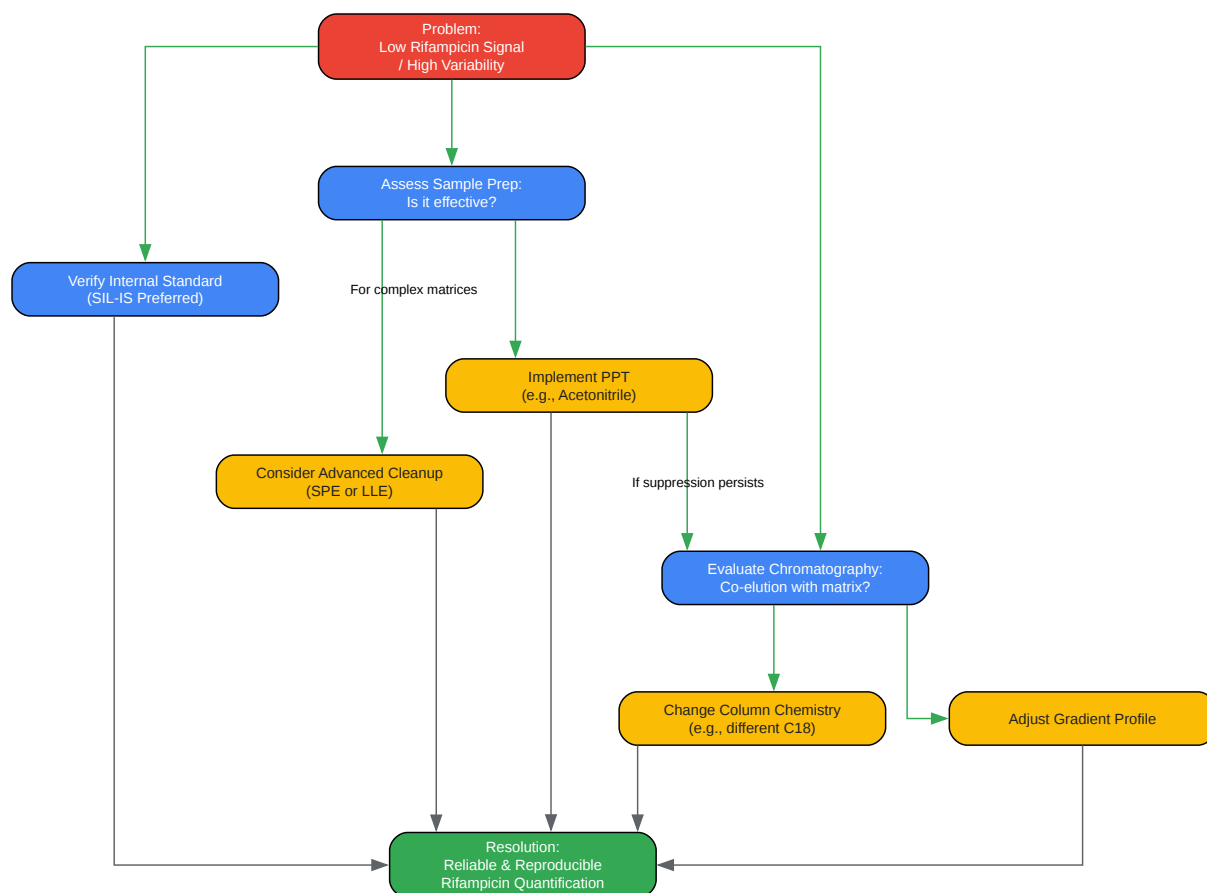 Problem:
Low Rifampicin Signal
/ High Variability
Assess Sample Prep:
Is it effective?
Verify Internal Standard
(SIL-IS Preferred)
For complex matrices
Implement PPT
(e.g., Acetonitrile)
Consider Advanced Cleanup
(SPE or LLE)
If suppression persists
Evaluate Chromatography:
Co-elution with matrix?
Change Column Chemistry
(e.g., different C18)
Adjust Gradient Profile
Resolution:
Reliable & Reproducible
Rifampicin Quantification